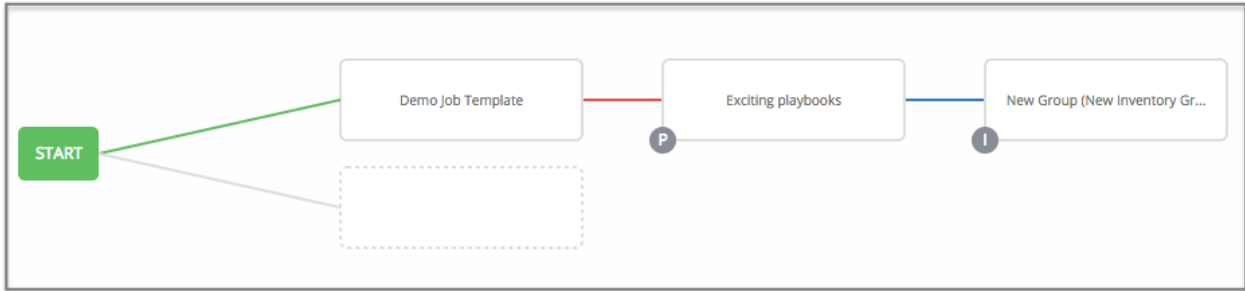 START
Demo Job Template
Exciting playbooks
P
New Group (New Inventory Gr...
I